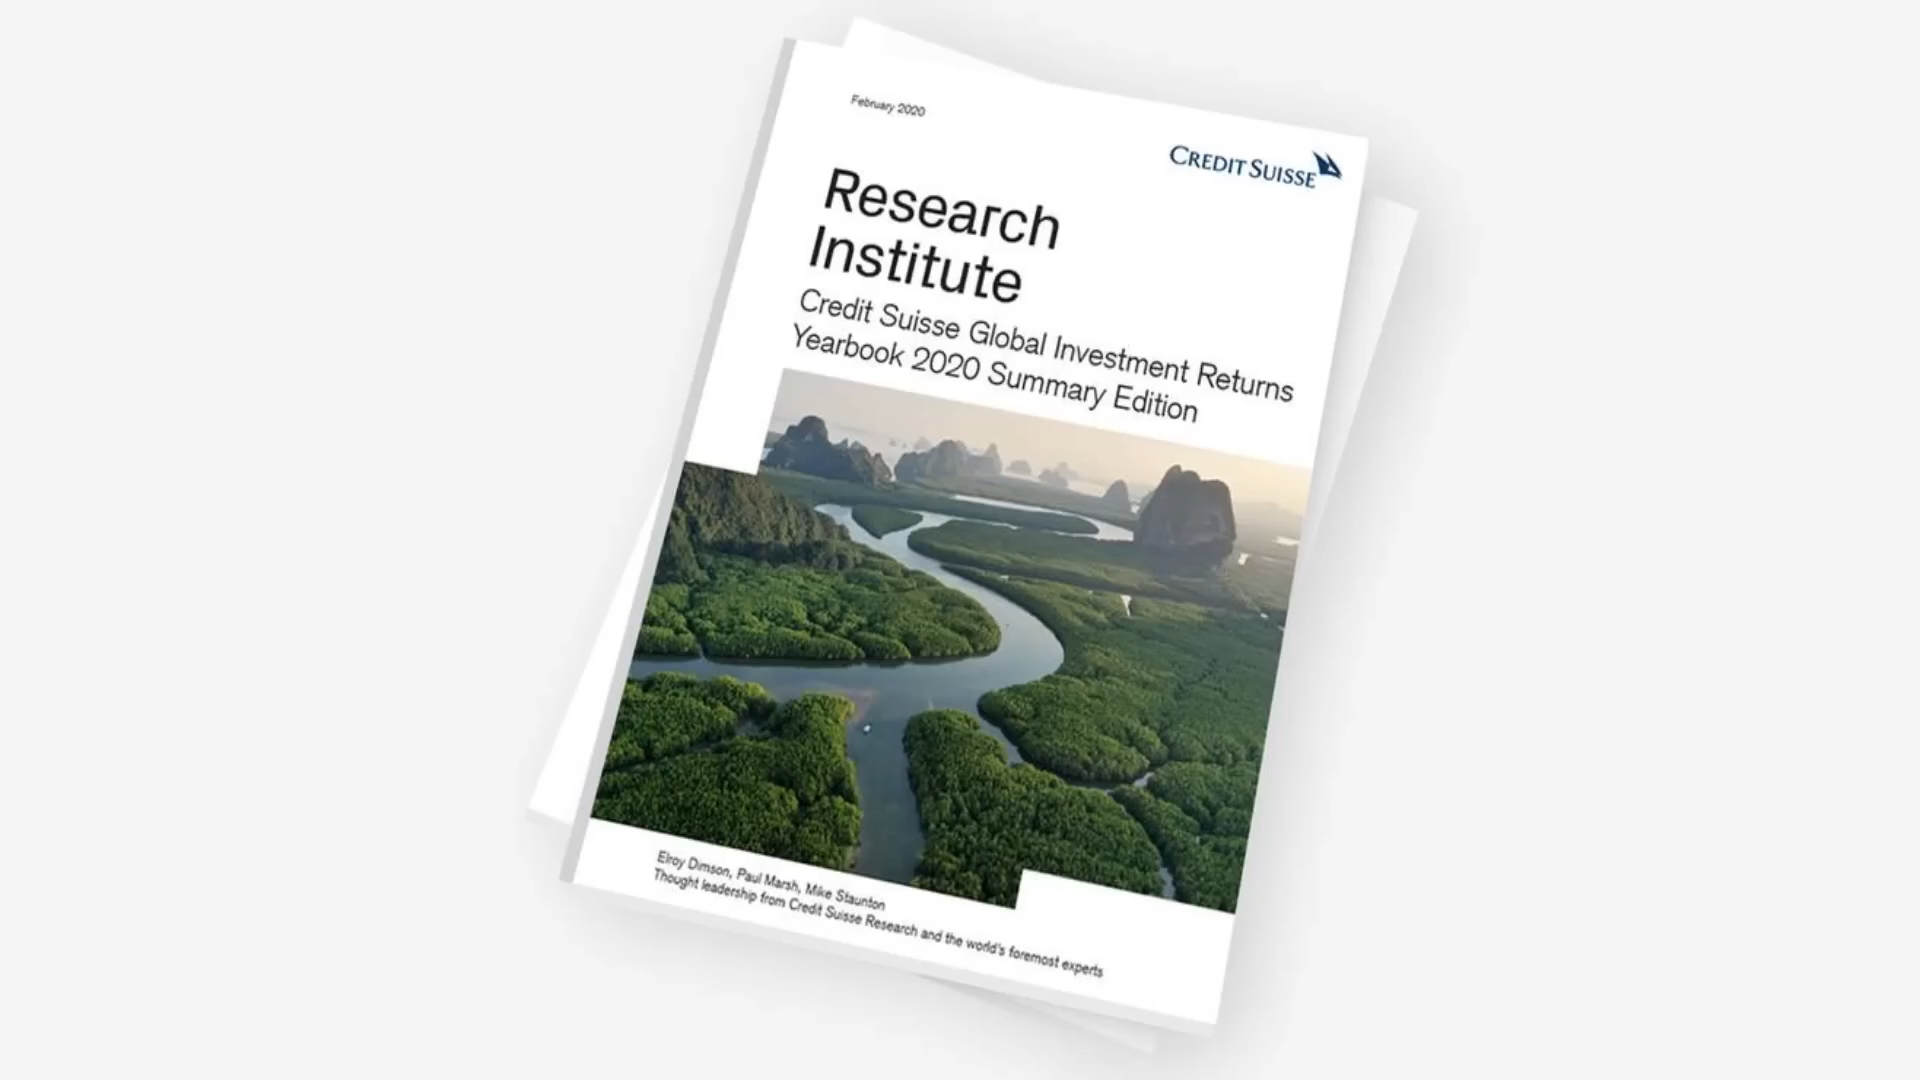 February 2020
CREDIT SUISSE
Research
Institute
Credit Suisse Global Investment Returns
Yearbook 2020 Summary Edition
Elroy Dimson, Paul Marsh, Mike Staunton
Thought leadership from Credit Suisse Research and the world's foremost experts